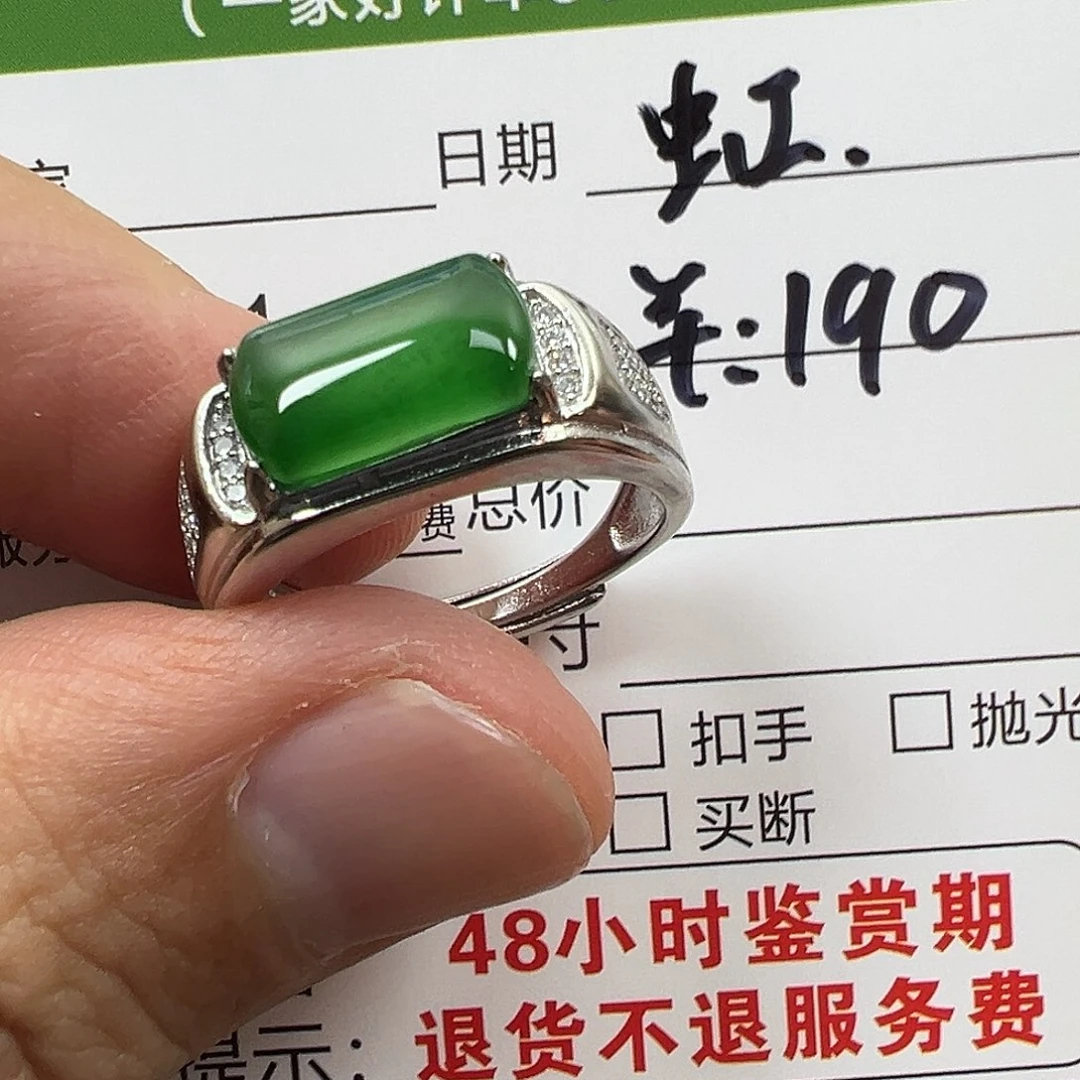 日期 虹.
羊:190
费 总价
寸
扣手 抛光
买断
48小时鉴赏期
提示: 退货不退服务费